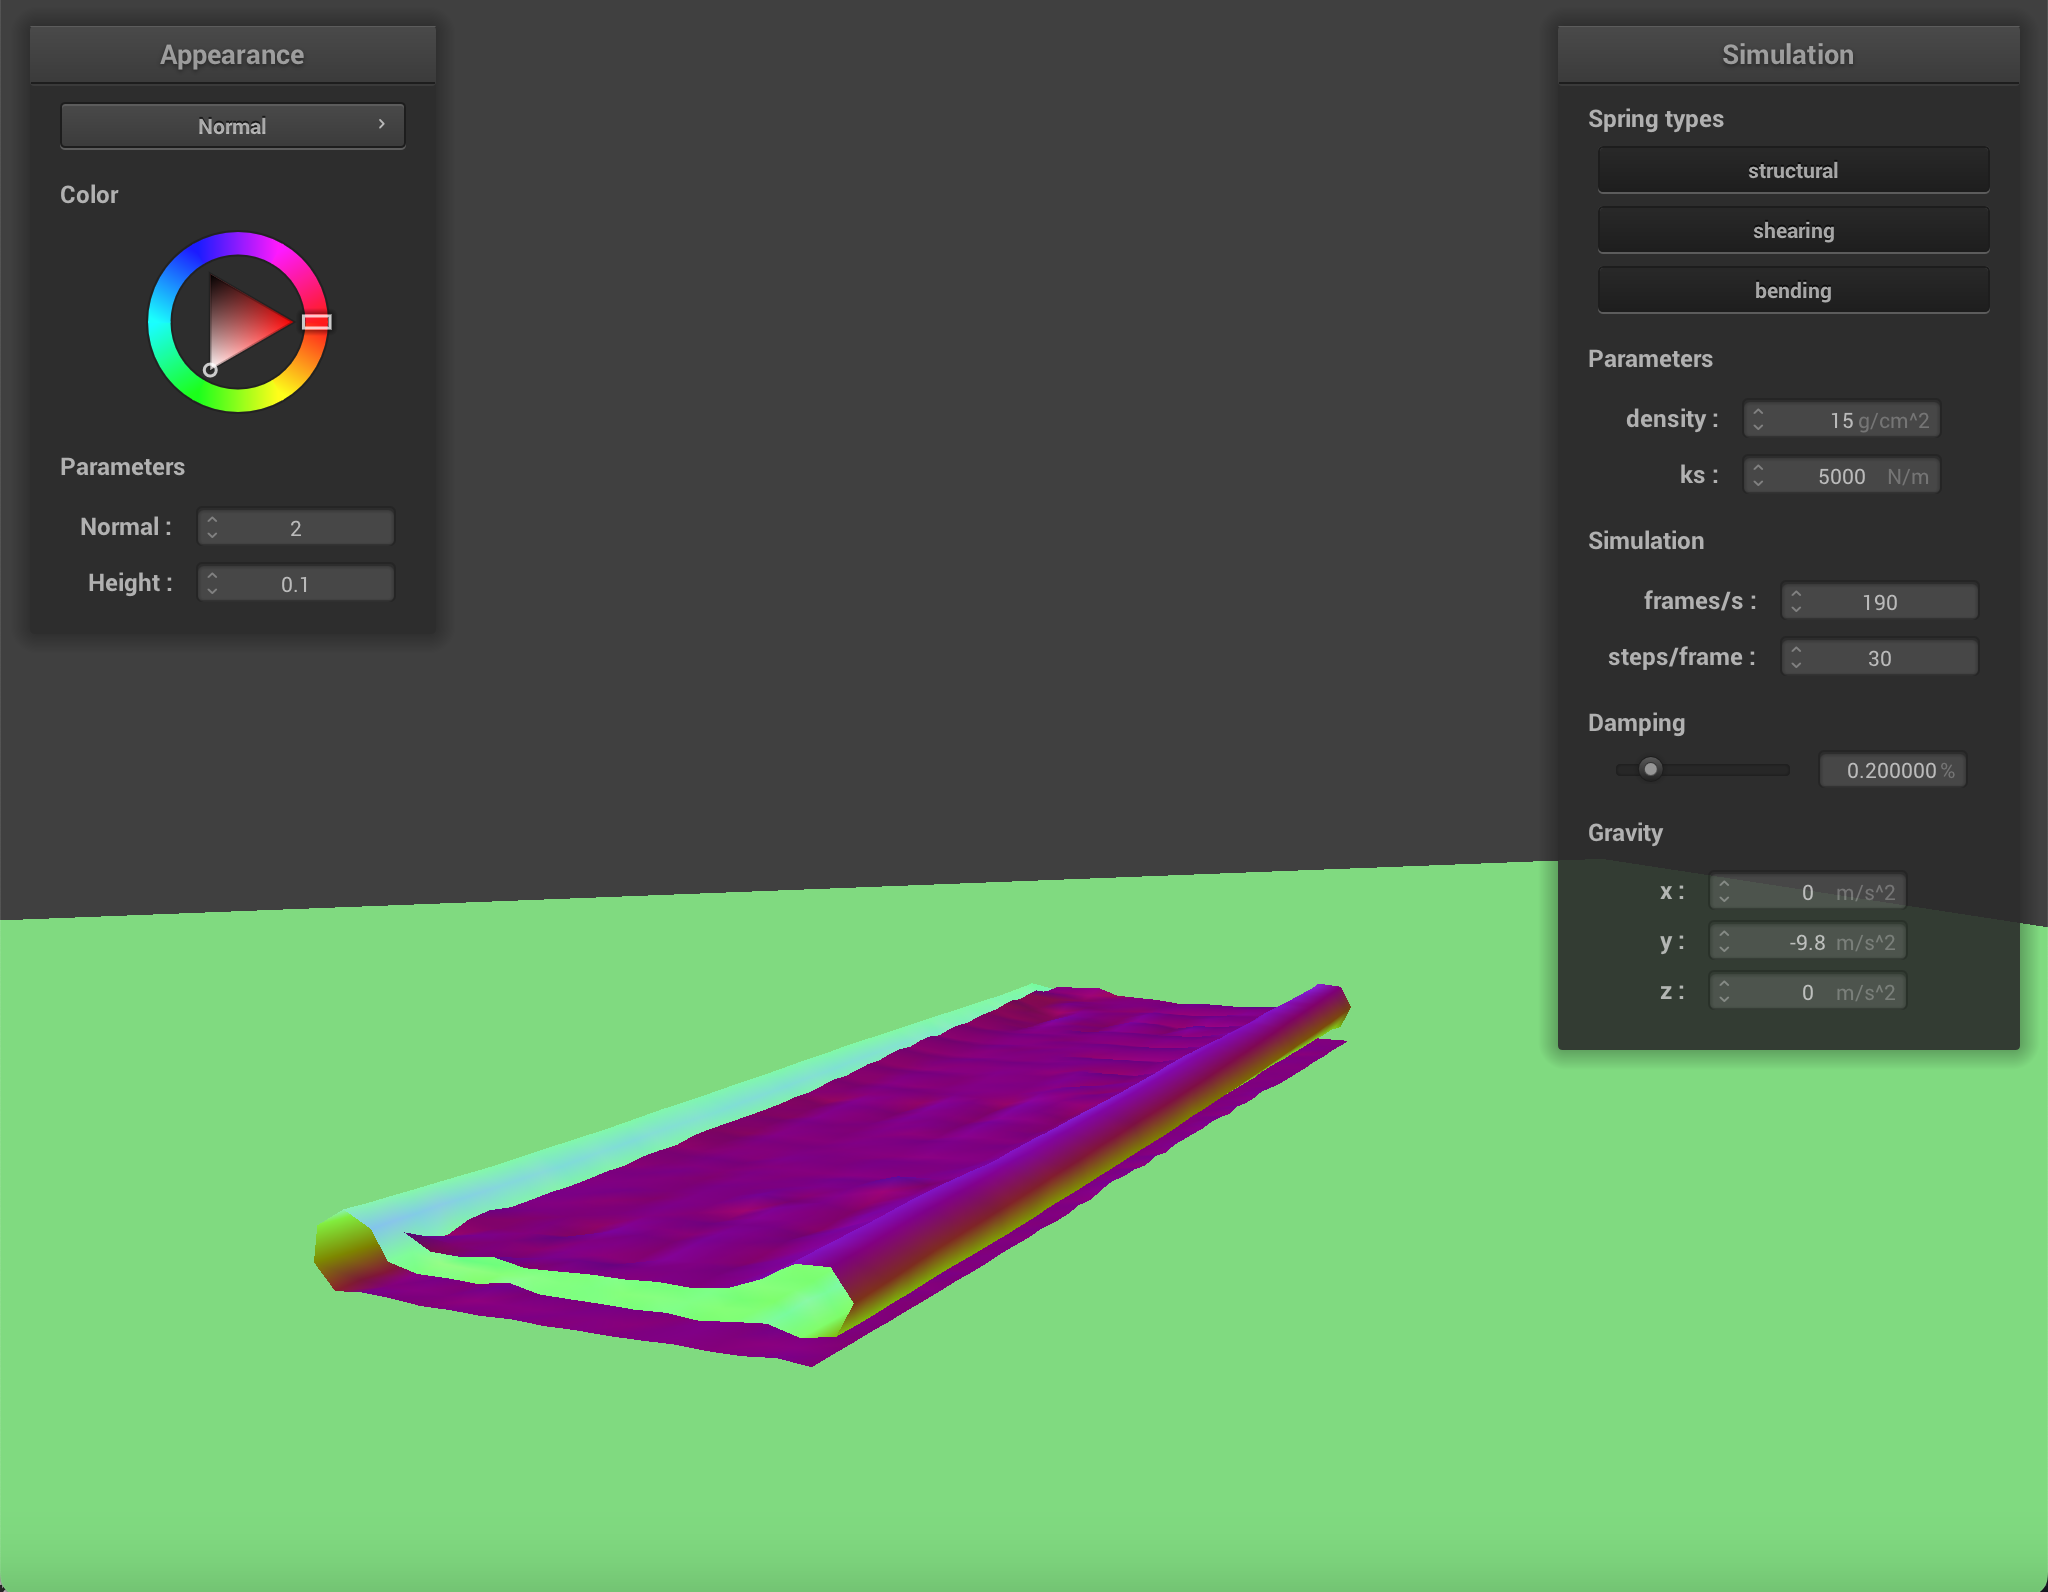 Appearance
Normal
Color
Parameters
Normal : 2
Height : 0.1
Simulation
Spring types
structural
shearing
bending
Parameters
density : 15 g/cm^2
ks : 5000 N/m
Simulation
frames/s : 190
steps/frame : 30
Damping
0.200000 %
Gravity
x : 0 m/s^2
y : -9.8 m/s^2
z : 0 m/s^2